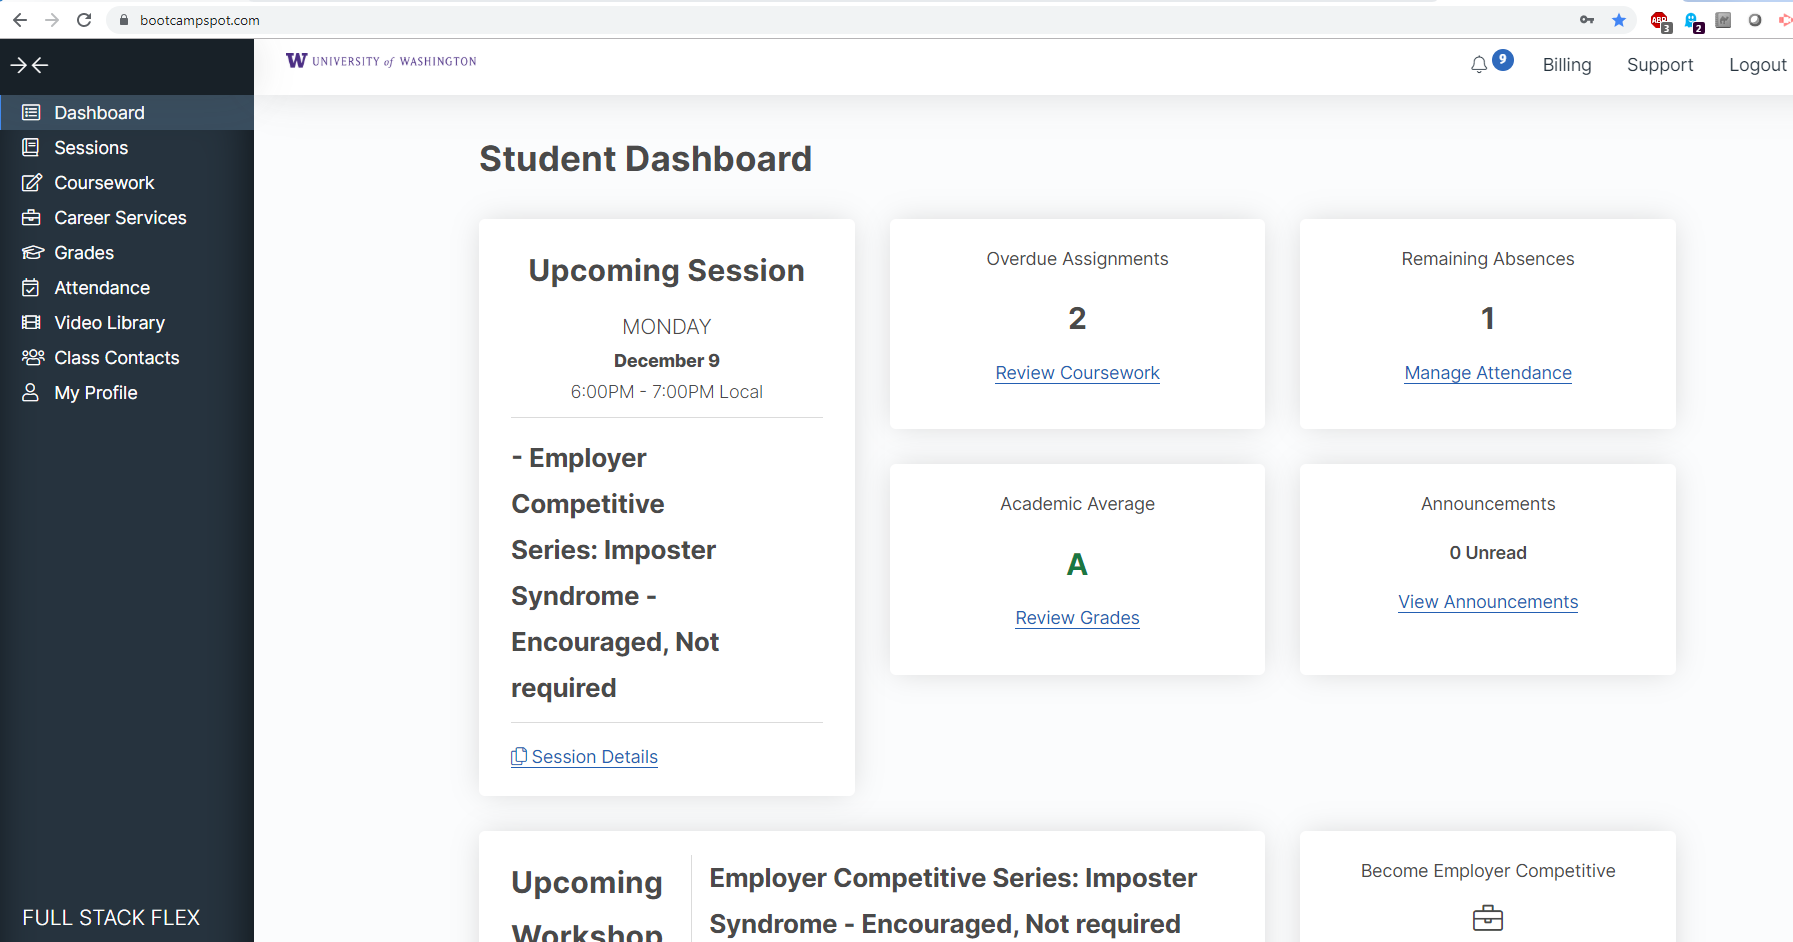 bootcampspot.com
ABP
3
2
W UNIVERSITY of WASHINGTON
9
Billing
Support
Logout
Dashboard
Sessions
Coursework
Career Services
Grades
Attendance
Video Library
Class Contacts
My Profile
FULL STACK FLEX
Student Dashboard
Upcoming Session
MONDAY
December 9
6:00PM - 7:00PM Local
- Employer
Competitive
Series: Imposter
Syndrome -
Encouraged, Not
required
Session Details
Overdue Assignments
2
Review Coursework
Remaining Absences
1
Manage Attendance
Academic Average
A
Review Grades
Announcements
0 Unread
View Announcements
Upcoming
Workshop
Employer Competitive Series: Imposter
Syndrome - Encouraged, Not required
Become Employer Competitive